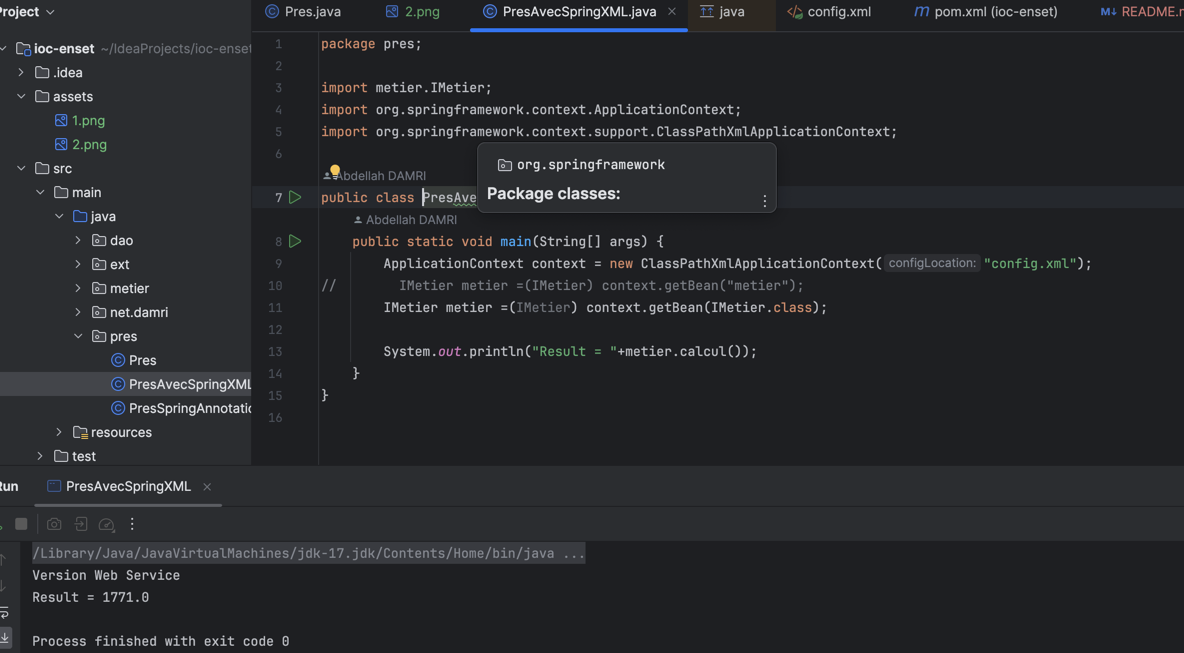 Project
Pres.java
2.png
PresAvecSpringXML.java
java
config.xml
pom.xml (ioc-enset)
README.m
ioc-enset ~/IdeaProjects/ioc-enset
.idea
assets
1.png
2.png
src
main
java
dao
ext
metier
net.damri
pres
Pres
PresAvecSpringXML
PresSpringAnnotatio
resources
test
1 package pres;
2
3 import metier.IMetier;
4 import org.springframework.context.ApplicationContext;
5 import org.springframework.context.support.ClassPathXmlApplicationContext;
6
Abdellah DAMRI
org.springframework
Package classes:
7 public class PresAve
Abdellah DAMRI
8 public static void main(String[] args) {
9 ApplicationContext context = new ClassPathXmlApplicationContext( configLocation: "config.xml");
10 // IMetier metier =(IMetier) context.getBean("metier");
11 IMetier metier =(IMetier) context.getBean(IMetier.class);
12
13 System.out.println("Result = "+metier.calcul());
14 }
15 }
16
Run
PresAvecSpringXML
/Library/Java/JavaVirtualMachines/jdk-17.jdk/Contents/Home/bin/java ...
Version Web Service
Result = 1771.0
Process finished with exit code 0